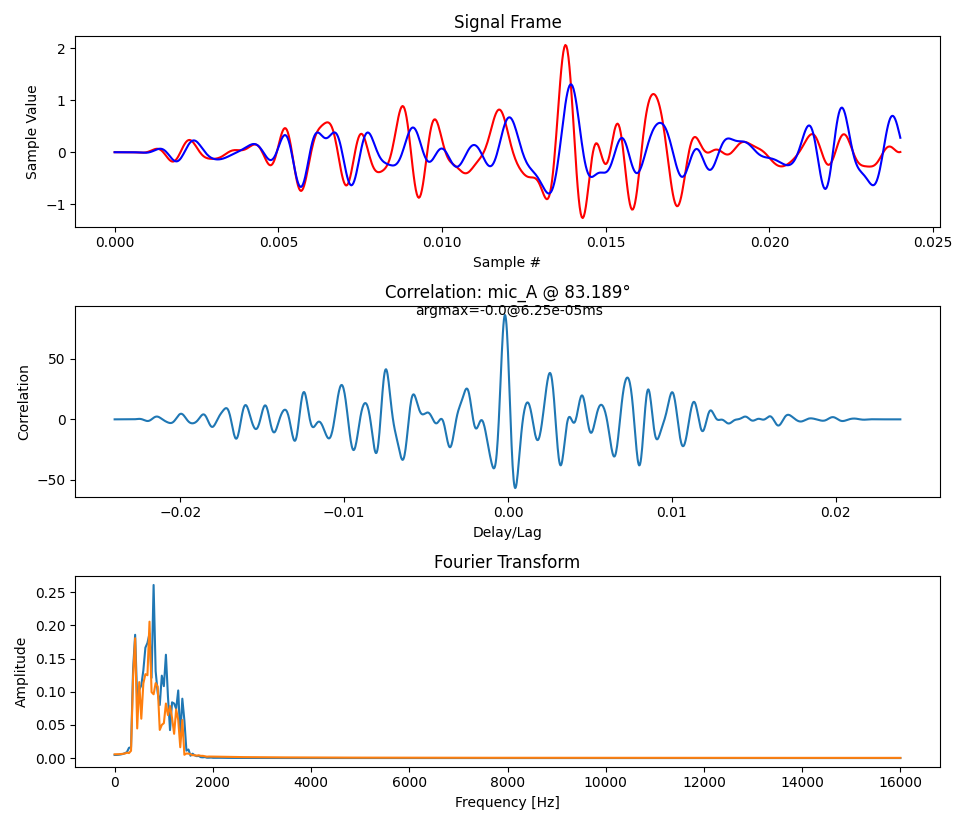 Signal Frame
Sample Value
2
1
0
−1
0.000 0.005 0.010 0.015 0.020 0.025
Sample #
Correlation: mic_A @ 83.189°
argmax=-0.0@6.25e-05ms
Correlation
50
0
−50
−0.02 −0.01 0.00 0.01 0.02
Delay/Lag
Fourier Transform
Amplitude
0.25
0.20
0.15
0.10
0.05
0.00
0 2000 4000 6000 8000 10000 12000 14000 16000
Frequency [Hz]